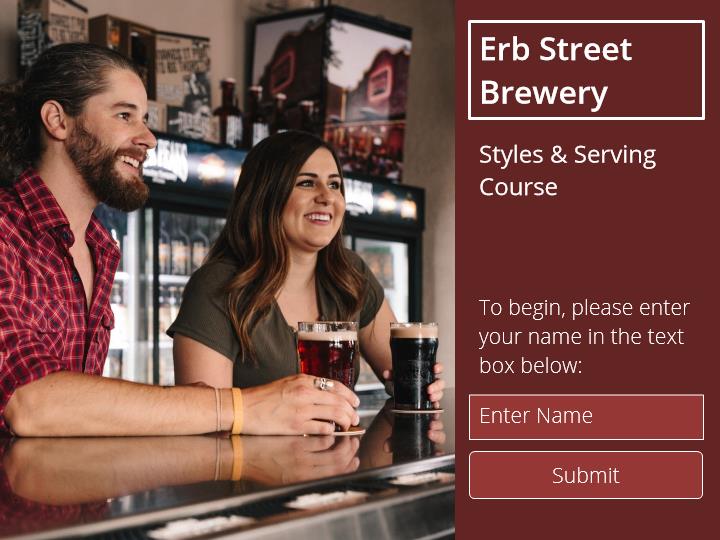 Erb Street
Brewery
Styles & Serving
Course
To begin, please enter
your name in the text
box below:
Enter Name
Submit